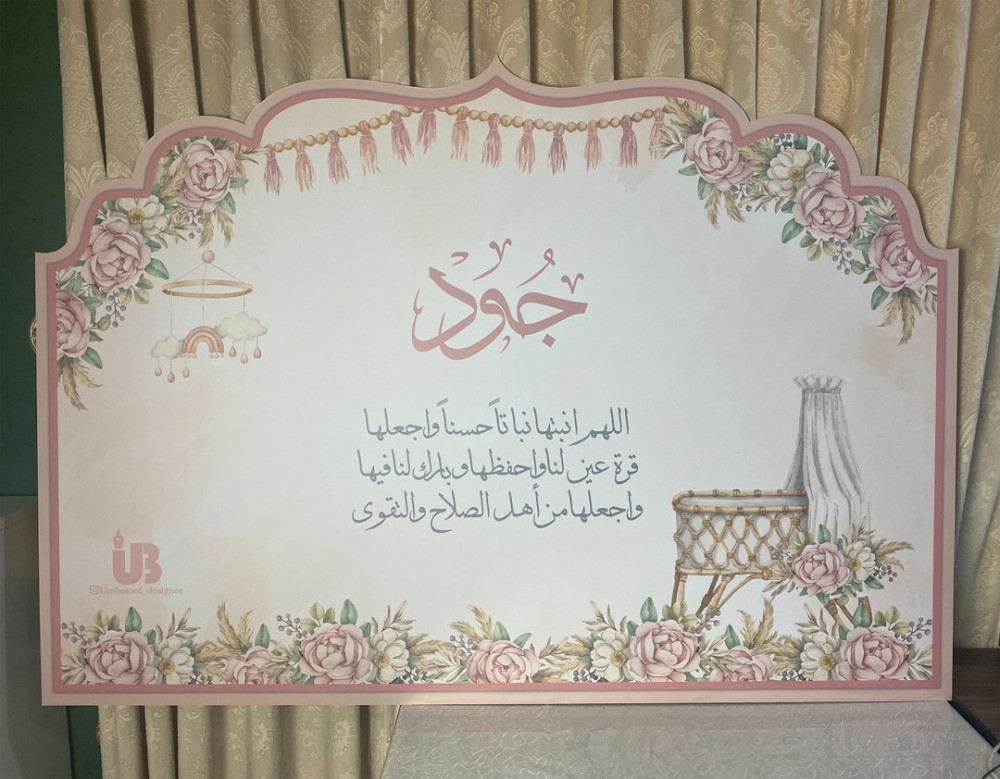 جُود
اللهم انبتها نباتاً حسناً واجعلها
قرة عين لنا واحفظها وبارك لنا فيها
واجعلها من أهل الصلاح والتقوى
UB
Umbatool_designer